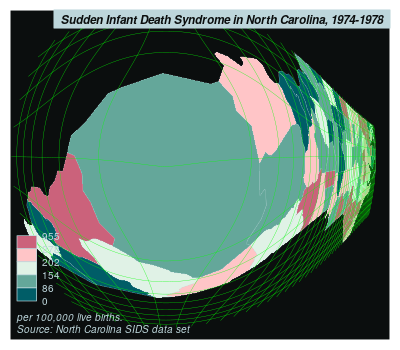 Sudden Infant Death Syndrome in North Carolina, 1974-1978
955
202
154
86
0
per 100,000 live births.
Source: North Carolina SIDS data set